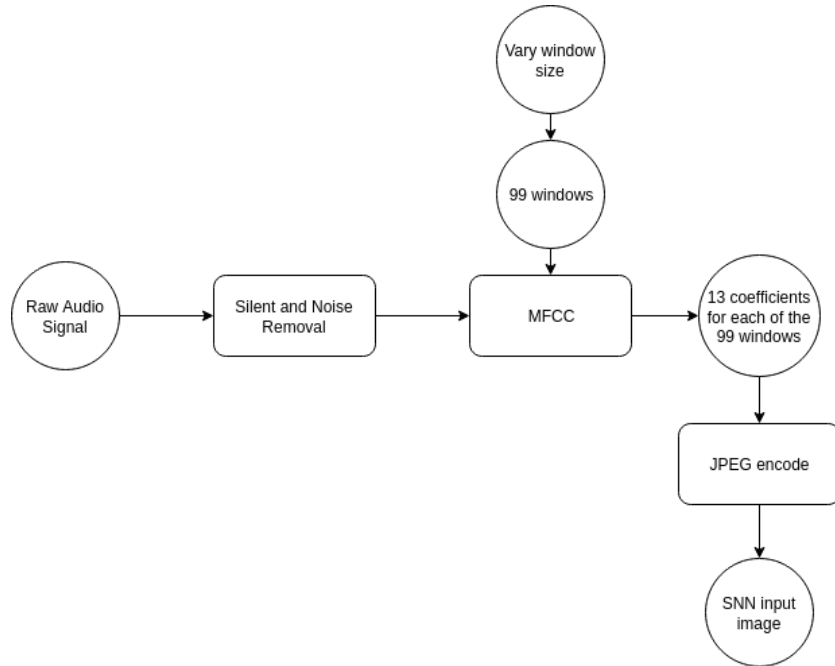 Vary window
size
99 windows
Raw Audio
Signal
Silent and Noise
Removal
MFCC
13 coefficients
for each of the
99 windows
JPEG encode
SNN input
image